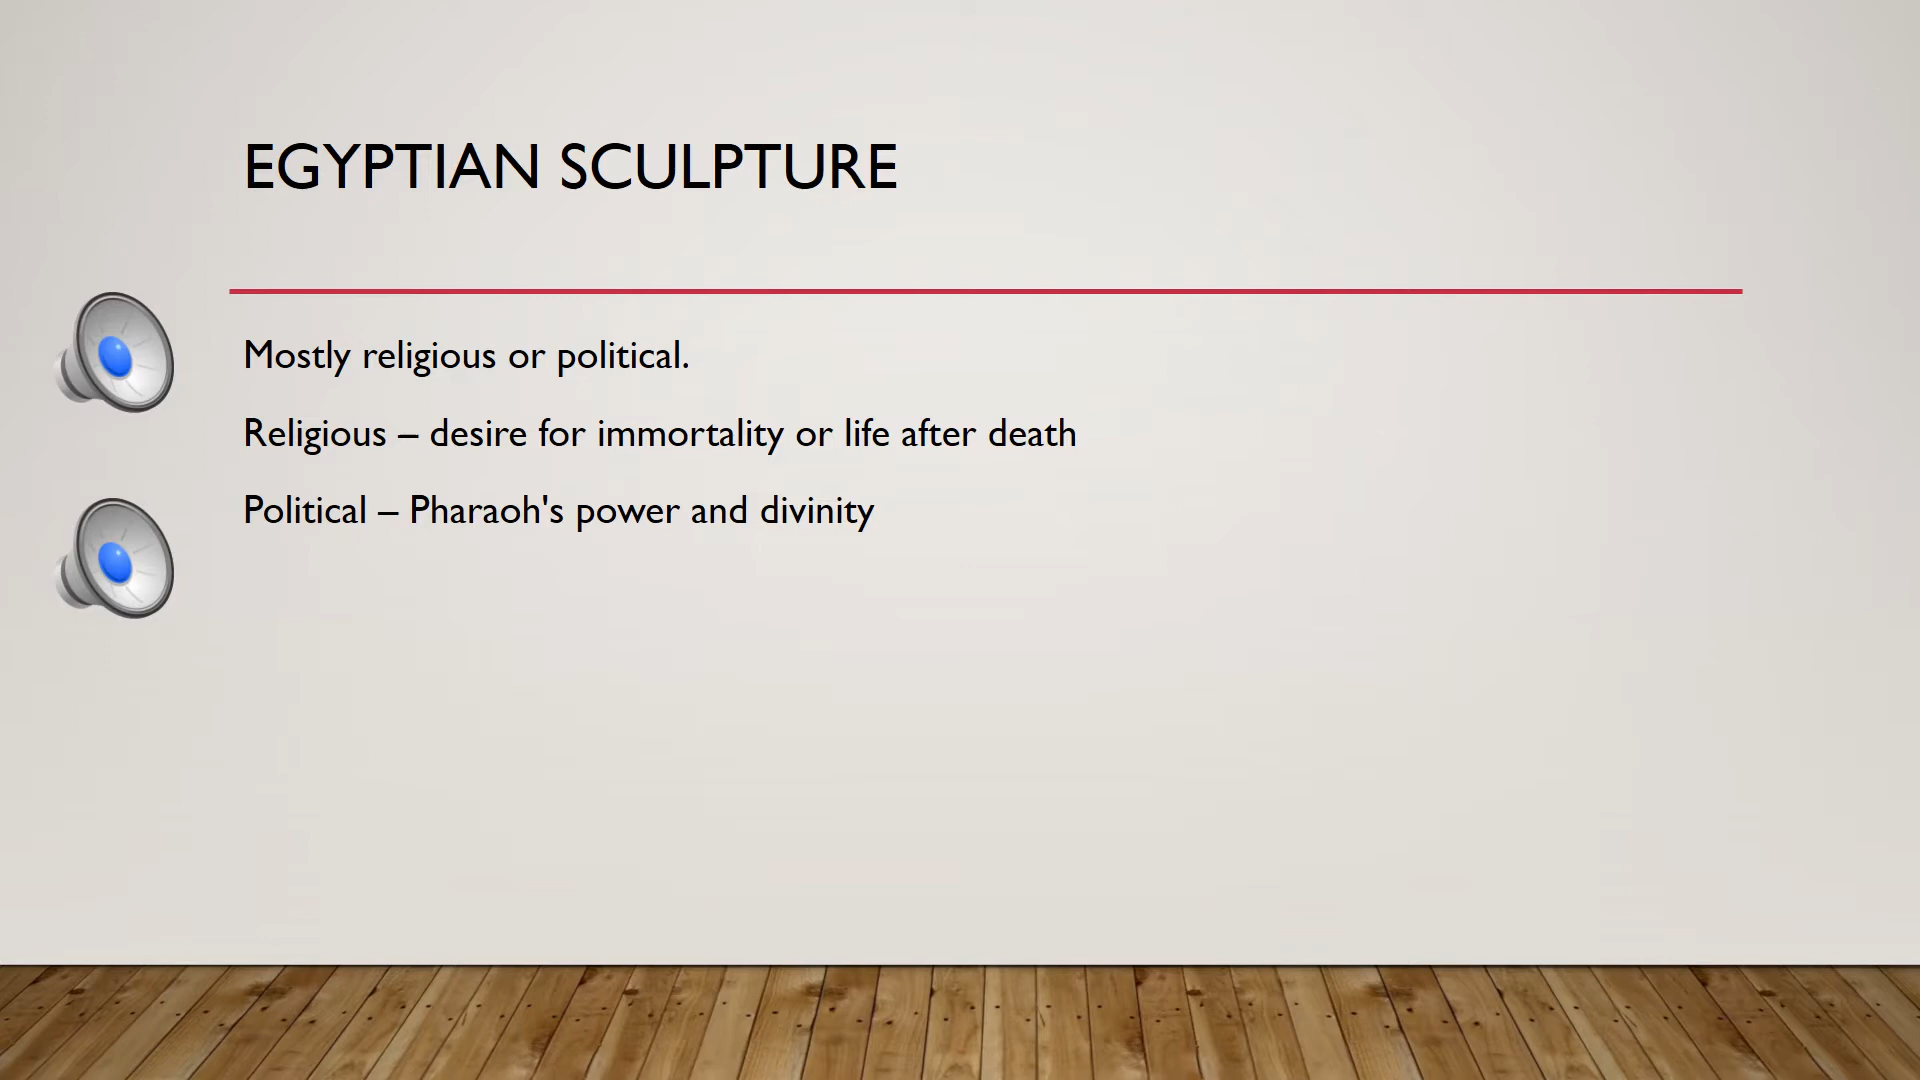 EGYPTIAN SCULPTURE
Mostly religious or political.
Religious – desire for immortality or life after death
Political – Pharaoh's power and divinity